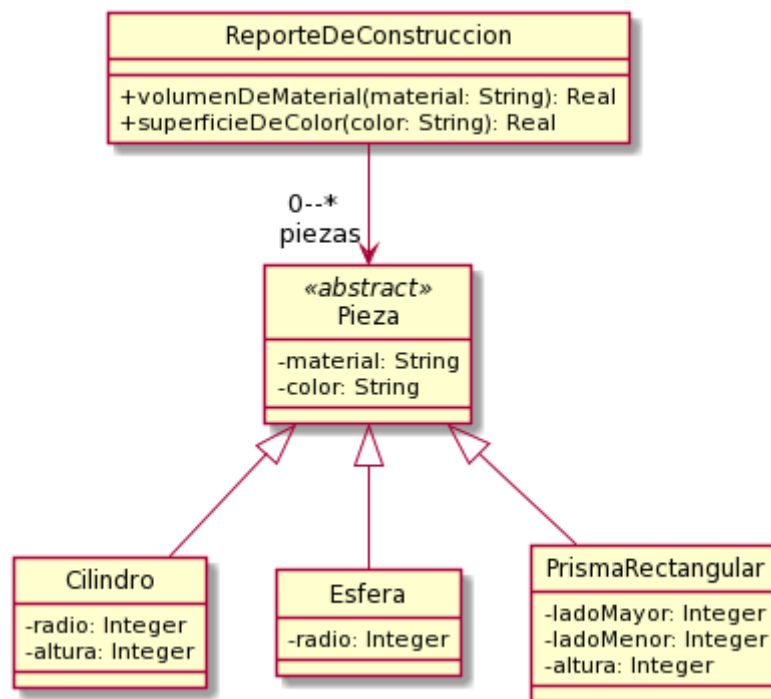 ReporteDeConstruccion
+volumenDeMaterial(material: String): Real
+superficieDeColor(color: String): Real
0--*
piezas
«abstract»
Pieza
-material: String
-color: String
Cilindro
-radio: Integer
-altura: Integer
Esfera
-radio: Integer
PrismaRectangular
-ladoMayor: Integer
-ladoMenor: Integer
-altura: Integer